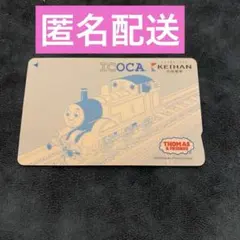 匿名配送
ICOCA KEIHAN
THOMAS
& FRIENDS